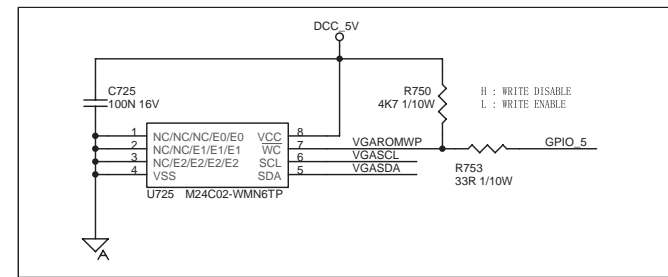 DCC_5V
C725
100N 16V
R750
4K7 1/10W
H : WRITE DISABLE
L : WRITE ENABLE
1 NC/NC/NC/E0/E0 VCC 8
2 NC/NC/E1/E1/E1 WC 7 VGAROMWP GPIO_5
3 NC/E2/E2/E2/E2 SCL 6 VGASCL
4 VSS SDA 5 VGASDA
R753
33R 1/10W
U725 M24C02-WMN6TP
A